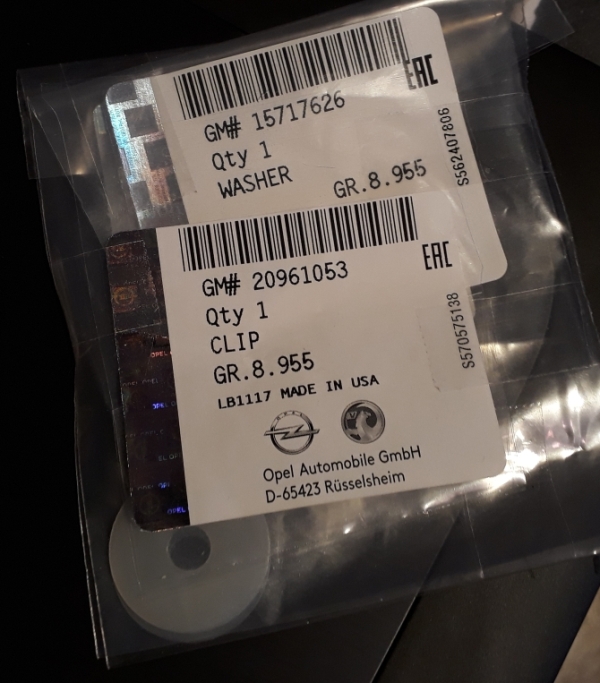 EAC
GM# 15717626
Qty 1
WASHER
GR.8.955
S562407806
EAC
GM# 20961053
Qty 1
CLIP
GR.8.955
LB1117 MADE IN USA
S570575138
OPEL
Opel Automobile GmbH
D-65423 Rüsselsheim